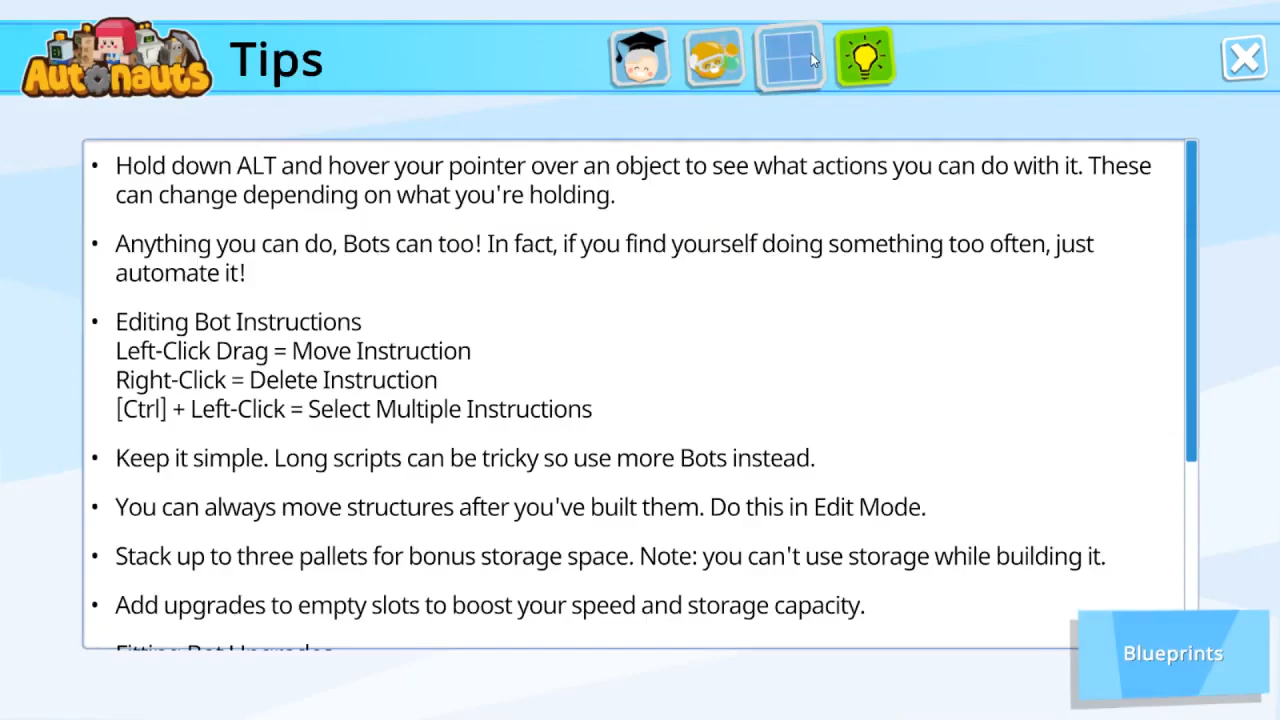 Autonauts
Tips
• Hold down ALT and hover your pointer over an object to see what actions you can do with it. These
can change depending on what you're holding.
• Anything you can do, Bots can too! In fact, if you find yourself doing something too often, just
automate it!
• Editing Bot Instructions
Left-Click Drag = Move Instruction
Right-Click = Delete Instruction
[Ctrl] + Left-Click = Select Multiple Instructions
• Keep it simple. Long scripts can be tricky so use more Bots instead.
• You can always move structures after you've built them. Do this in Edit Mode.
• Stack up to three pallets for bonus storage space. Note: you can't use storage while building it.
• Add upgrades to empty slots to boost your speed and storage capacity.
Fitting Bot Upgrades
Blueprints